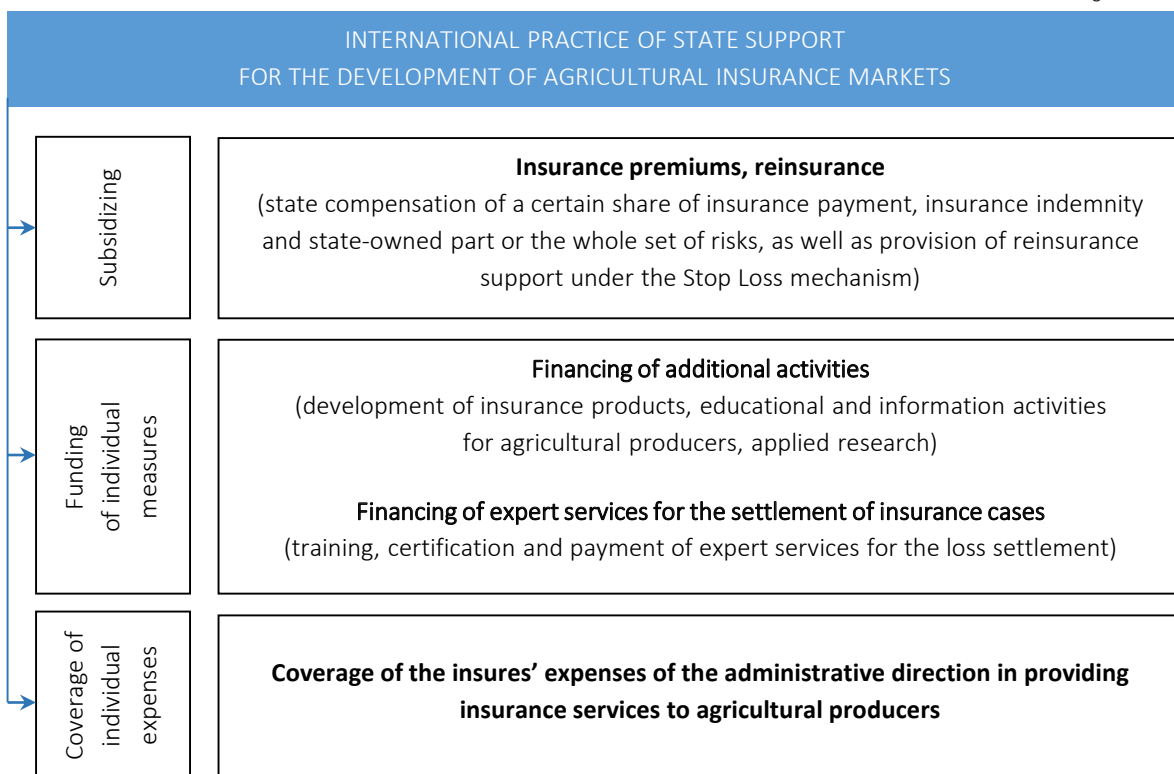 INTERNATIONAL PRACTICE OF STATE SUPPORT
FOR THE DEVELOPMENT OF AGRICULTURAL INSURANCE MARKETS
Subsidizing
Insurance premiums, reinsurance
(state compensation of a certain share of insurance payment, insurance indemnity
and state-owned part or the whole set of risks, as well as provision of reinsurance
support under the Stop Loss mechanism)
Funding
of individual
measures
Financing of additional activities
(development of insurance products, educational and information activities
for agricultural producers, applied research)
Financing of expert services for the settlement of insurance cases
(training, certification and payment of expert services for the loss settlement)
Coverage of
individual
expenses
Coverage of the insures’ expenses of the administrative direction in providing
insurance services to agricultural producers